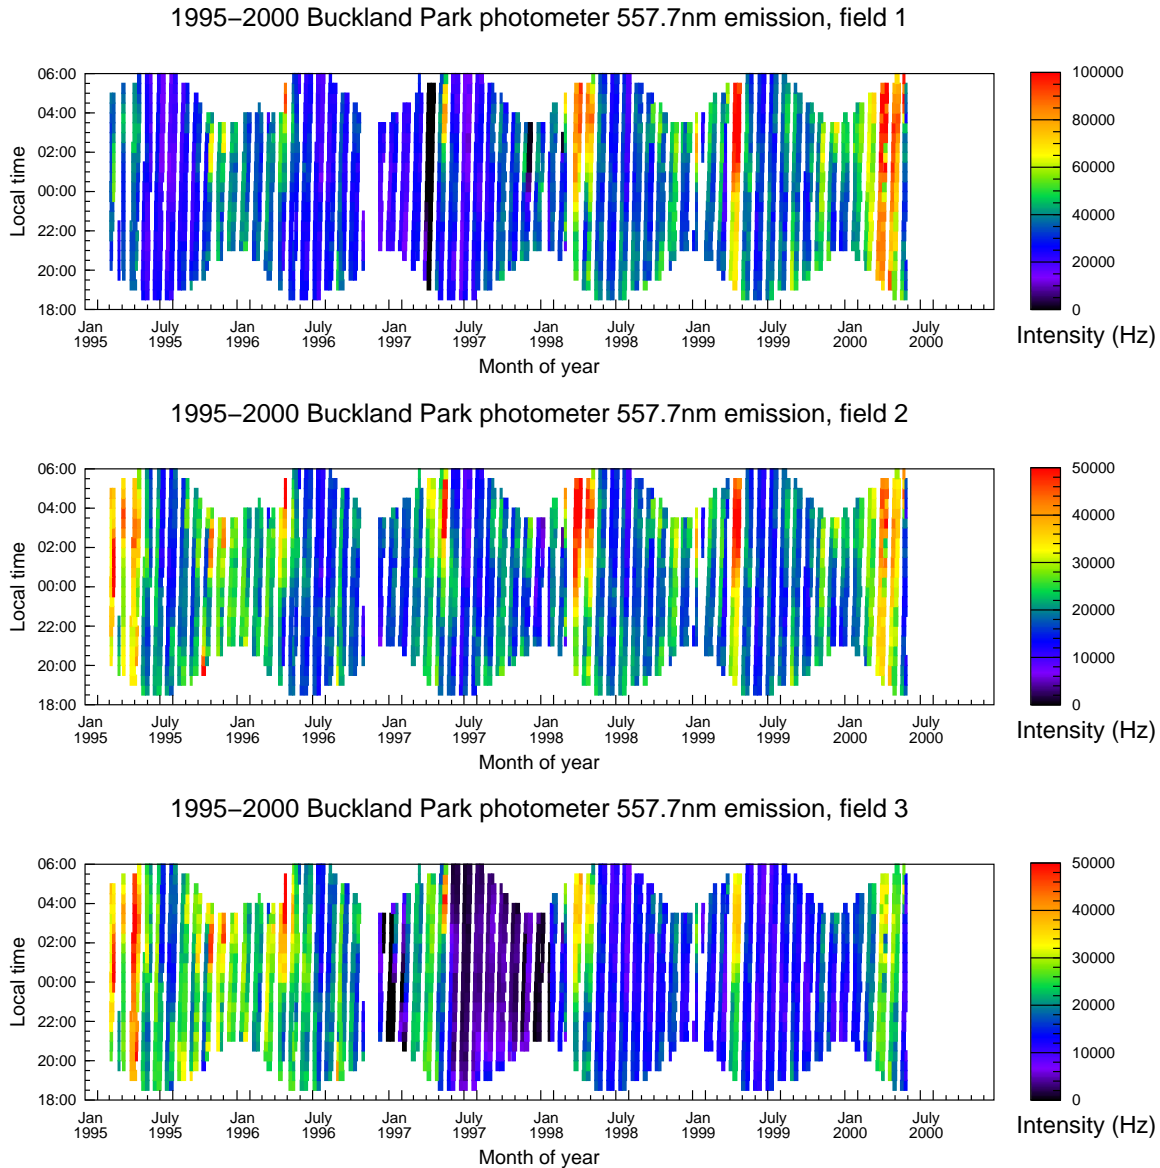 1995−2000 Buckland Park photometer 557.7nm emission, field 1
06:00
04:00
02:00
00:00
22:00
20:00
18:00
Local time
Jan 1995
July 1995
Jan 1996
July 1996
Jan 1997
July 1997
Jan 1998
July 1998
Jan 1999
July 1999
Jan 2000
July 2000
Month of year
100000
80000
60000
40000
20000
0
Intensity (Hz)
1995−2000 Buckland Park photometer 557.7nm emission, field 2
06:00
04:00
02:00
00:00
22:00
20:00
18:00
Local time
Jan 1995
July 1995
Jan 1996
July 1996
Jan 1997
July 1997
Jan 1998
July 1998
Jan 1999
July 1999
Jan 2000
July 2000
Month of year
50000
40000
30000
20000
10000
0
Intensity (Hz)
1995−2000 Buckland Park photometer 557.7nm emission, field 3
06:00
04:00
02:00
00:00
22:00
20:00
18:00
Local time
Jan 1995
July 1995
Jan 1996
July 1996
Jan 1997
July 1997
Jan 1998
July 1998
Jan 1999
July 1999
Jan 2000
July 2000
Month of year
50000
40000
30000
20000
10000
0
Intensity (Hz)